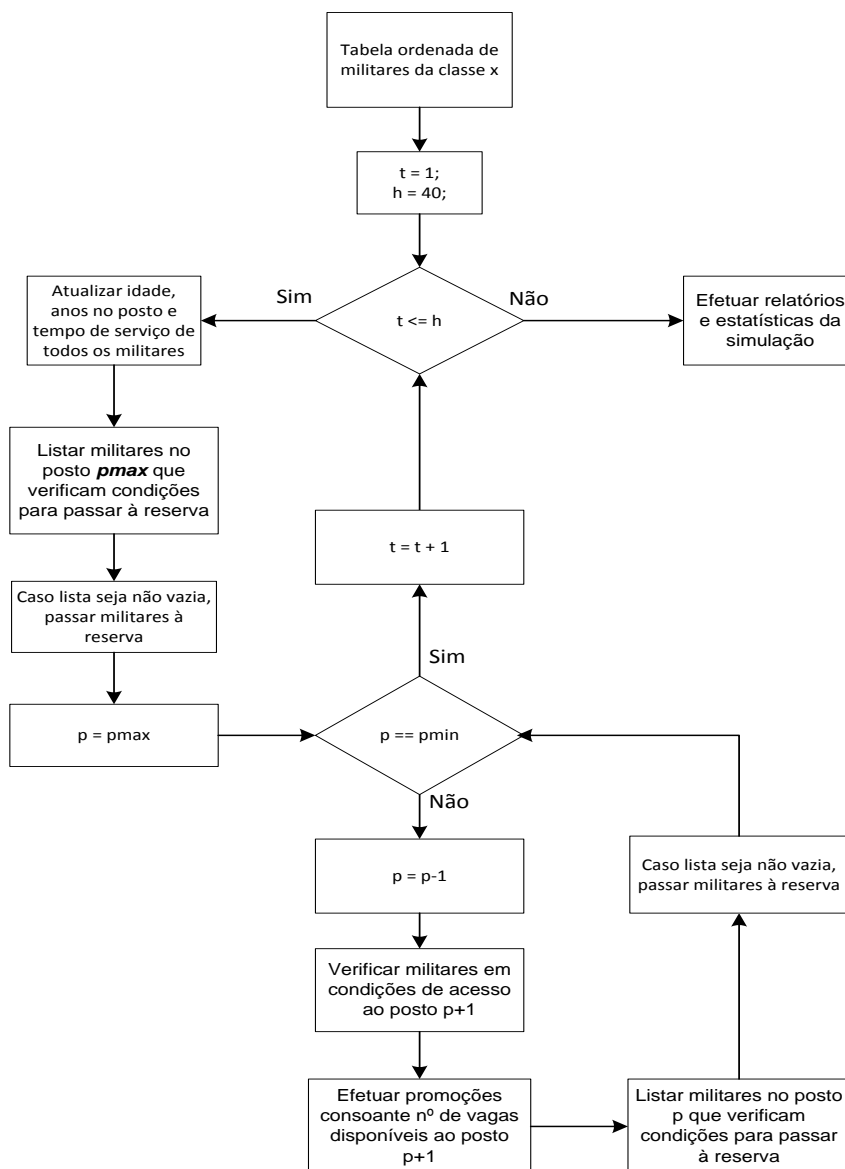 Tabela ordenada de
militares da classe x
t = 1;
h = 40;
t <= h
Sim
Não
Atualizar idade,
anos no posto e
tempo de serviço de
todos os militares
Efetuar relatórios
e estatísticas da
simulação
Listar militares no
posto pmax que
verificam condições
para passar à reserva
Caso lista seja não vazia,
passar militares à
reserva
p = pmax
p == pmin
Sim
t = t + 1
Não
p = p-1
Verificar militares em
condições de acesso
ao posto p+1
Efetuar promoções
consoante nº de vagas
disponíveis ao posto
p+1
Listar militares no posto
p que verificam
condições para passar
à reserva
Caso lista seja não vazia,
passar militares à reserva